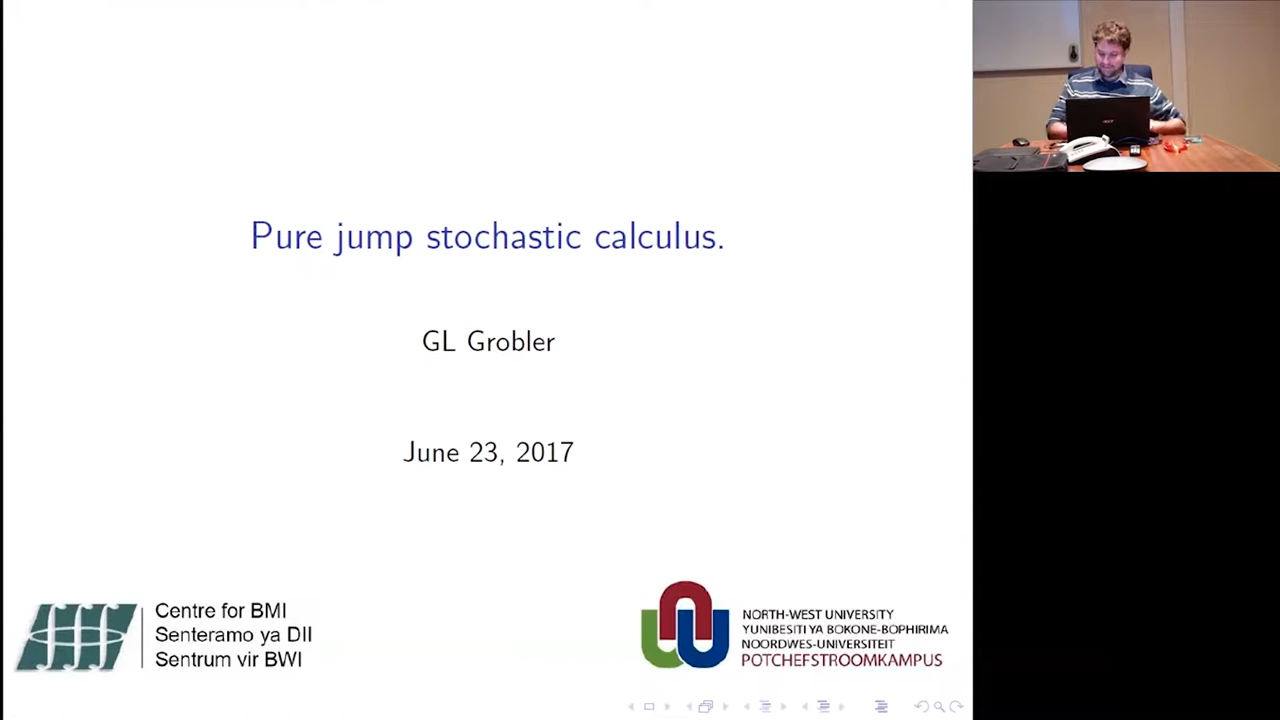 Pure jump stochastic calculus.
GL Grobler
June 23, 2017
Centre for BMI
Senteramo ya DII
Sentrum vir BWI
NORTH-WEST UNIVERSITY
YUNIBESITI YA BOKONE-BOPHIRIMA
NOORDWES-UNIVERSITEIT
POTCHEFSTROOMKAMPUS
acer